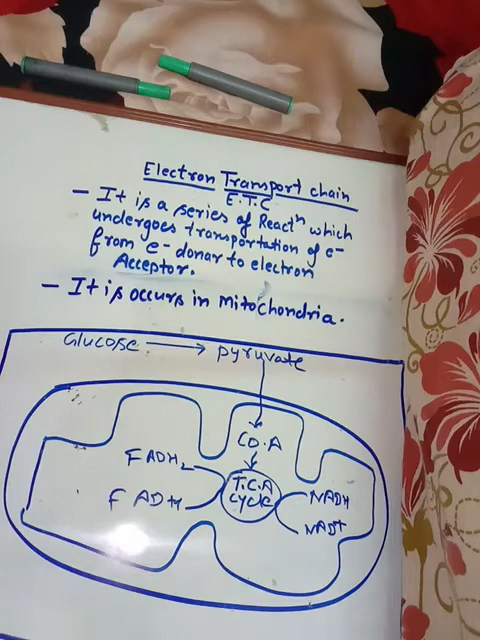 Electron Transport chain
E.T.C
- It is a series of Reactⁿ which
undergoes transportation of e-
from e- donar to electron
Acceptor.
- It is occurs in Mitochondria.
Glucose → pyruvate
CO.A
FADH₂
T.C.A
cycle
NADH
FADH
NAD+